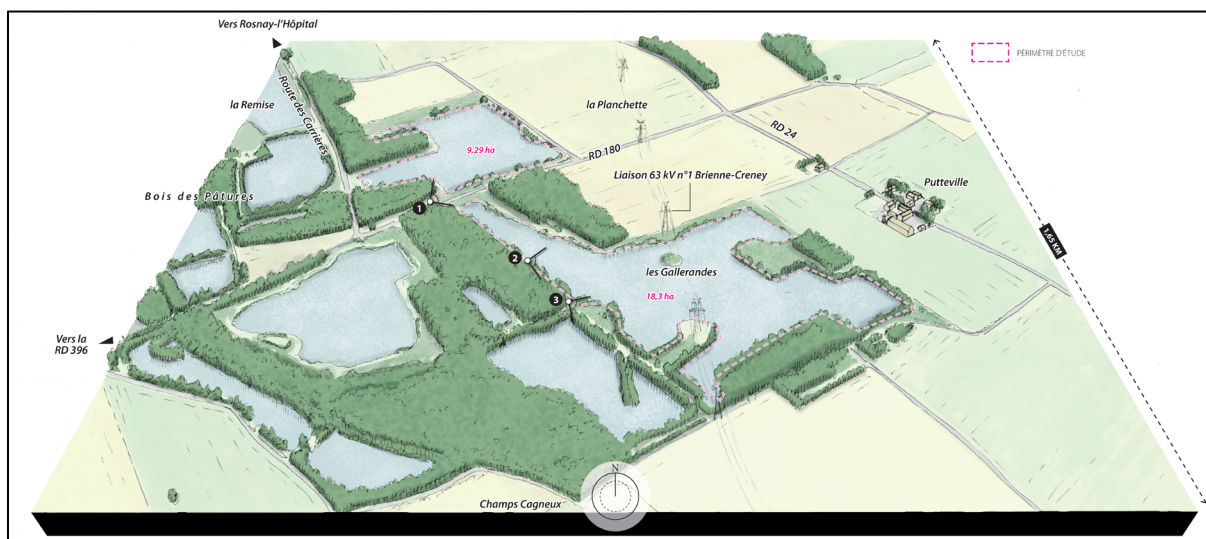 Vers Rosnay-l'Hôpital
PÉRIMÈTRE D'ÉTUDE
Route des Carrières
la Remise
la Planchette
RD 24
9,29 ha
RD 180
Liaison 63 kV n°1 Brienne-Creney
Putteville
Bois des Pâtures
1
1,65 KM
2
les Gallerandes
3
18,3 ha
Vers la
RD 396
N
Champs Cagneux